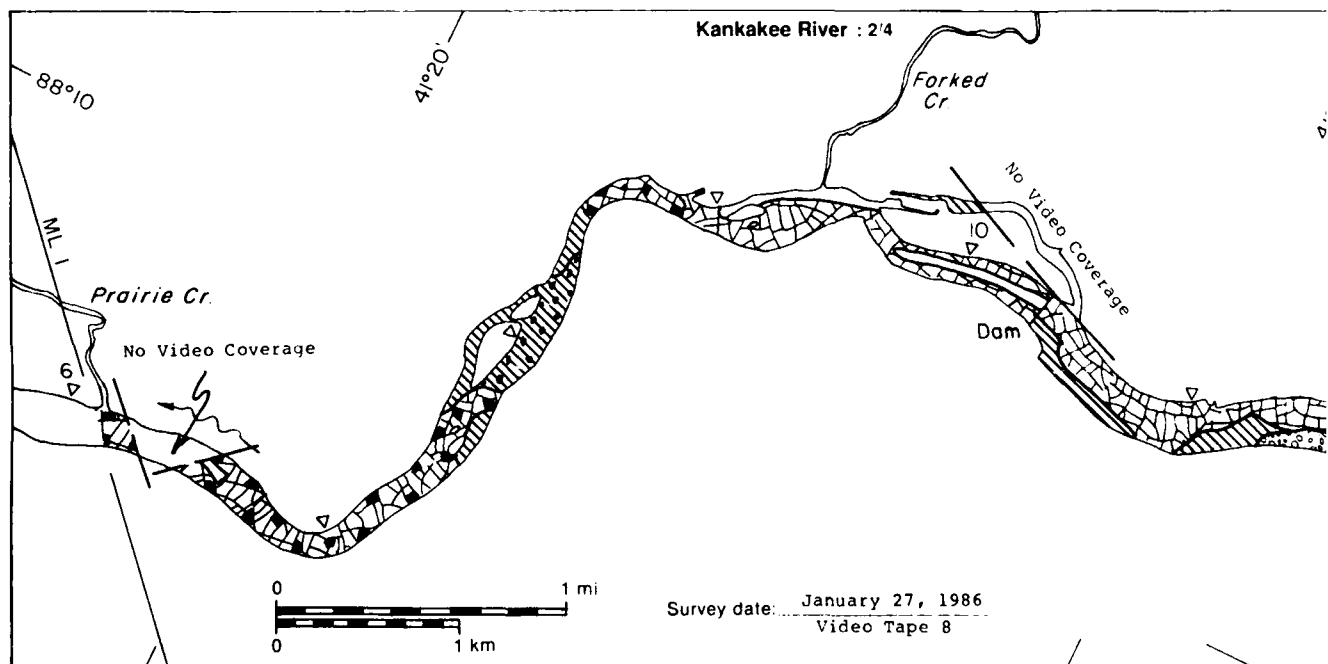 Kankakee River : 2/4
88°10
41°20'
Forked
Cr.
No Video Coverage
ML 1
10
Prairie Cr.
No Video Coverage
6
Dam
0 1 mi
0 1 km
Survey date: January 27, 1986
Video Tape 8